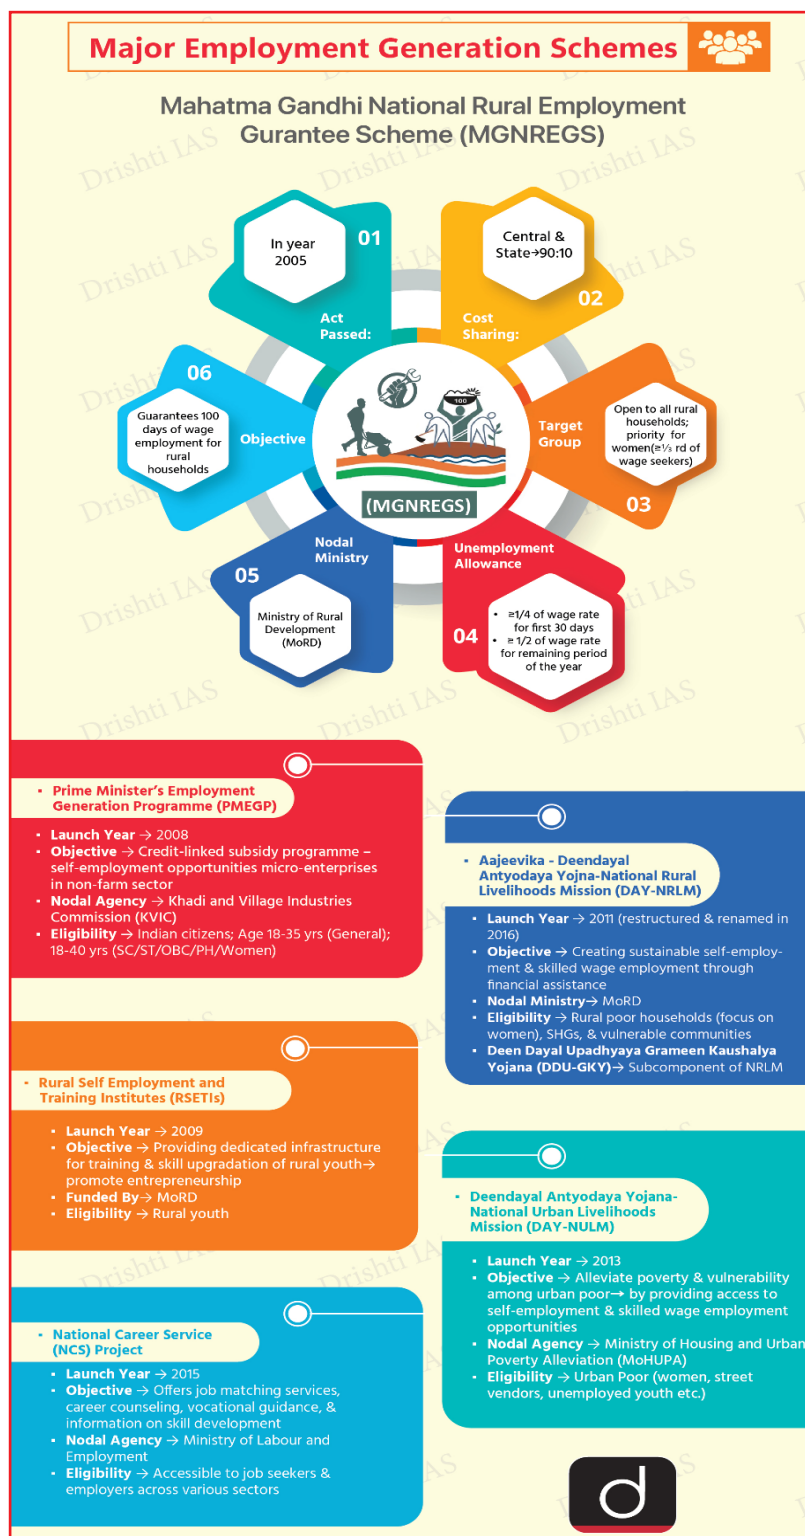 Major Employment Generation Schemes
Mahatma Gandhi National Rural Employment
Gurantee Scheme (MGNREGS)
Drishti IAS
01
In year
2005
Act
Passed:
02
Central &
State→90:10
Cost
Sharing:
03
Target
Group
Open to all rural
households;
priority for
women(≥⅓ rd of
wage seekers)
04
Unemployment
Allowance
• ≥1/4 of wage rate
for first 30 days
• ≥ 1/2 of wage rate
for remaining period
of the year
05
Nodal
Ministry
Ministry of Rural
Development
(MoRD)
06
Objective
Guarantees 100
days of wage
employment for
rural
households
100
(MGNREGS)
▪ Prime Minister's Employment
Generation Programme (PMEGP)
▪ Launch Year → 2008
▪ Objective → Credit-linked subsidy programme –
self-employment opportunities micro-enterprises
in non-farm sector
▪ Nodal Agency → Khadi and Village Industries
Commission (KVIC)
▪ Eligibility → Indian citizens; Age 18-35 yrs (General);
18-40 yrs (SC/ST/OBC/PH/Women)
▪ Aajeevika - Deendayal
Antyodaya Yojna-National Rural
Livelihoods Mission (DAY-NRLM)
▪ Launch Year → 2011 (restructured & renamed in
2016)
▪ Objective → Creating sustainable self-employ-
ment & skilled wage employment through
financial assistance
▪ Nodal Ministry→ MoRD
▪ Eligibility → Rural poor households (focus on
women), SHGs, & vulnerable communities
▪ Deen Dayal Upadhyaya Grameen Kaushalya
Yojana (DDU-GKY)→ Subcomponent of NRLM
▪ Rural Self Employment and
Training Institutes (RSETIs)
▪ Launch Year → 2009
▪ Objective → Providing dedicated infrastructure
for training & skill upgradation of rural youth→
promote entrepreneurship
▪ Funded By→ MoRD
▪ Eligibility → Rural youth
▪ Deendayal Antyodaya Yojana-
National Urban Livelihoods
Mission (DAY-NULM)
▪ Launch Year → 2013
▪ Objective → Alleviate poverty & vulnerability
among urban poor→ by providing access to
self-employment & skilled wage employment
opportunities
▪ Nodal Agency → Ministry of Housing and Urban
Poverty Alleviation (MoHUPA)
▪ Eligibility → Urban Poor (women, street
vendors, unemployed youth etc.)
▪ National Career Service
(NCS) Project
▪ Launch Year → 2015
▪ Objective → Offers job matching services,
career counseling, vocational guidance, &
information on skill development
▪ Nodal Agency → Ministry of Labour and
Employment
▪ Eligibility → Accessible to job seekers &
employers across various sectors
d